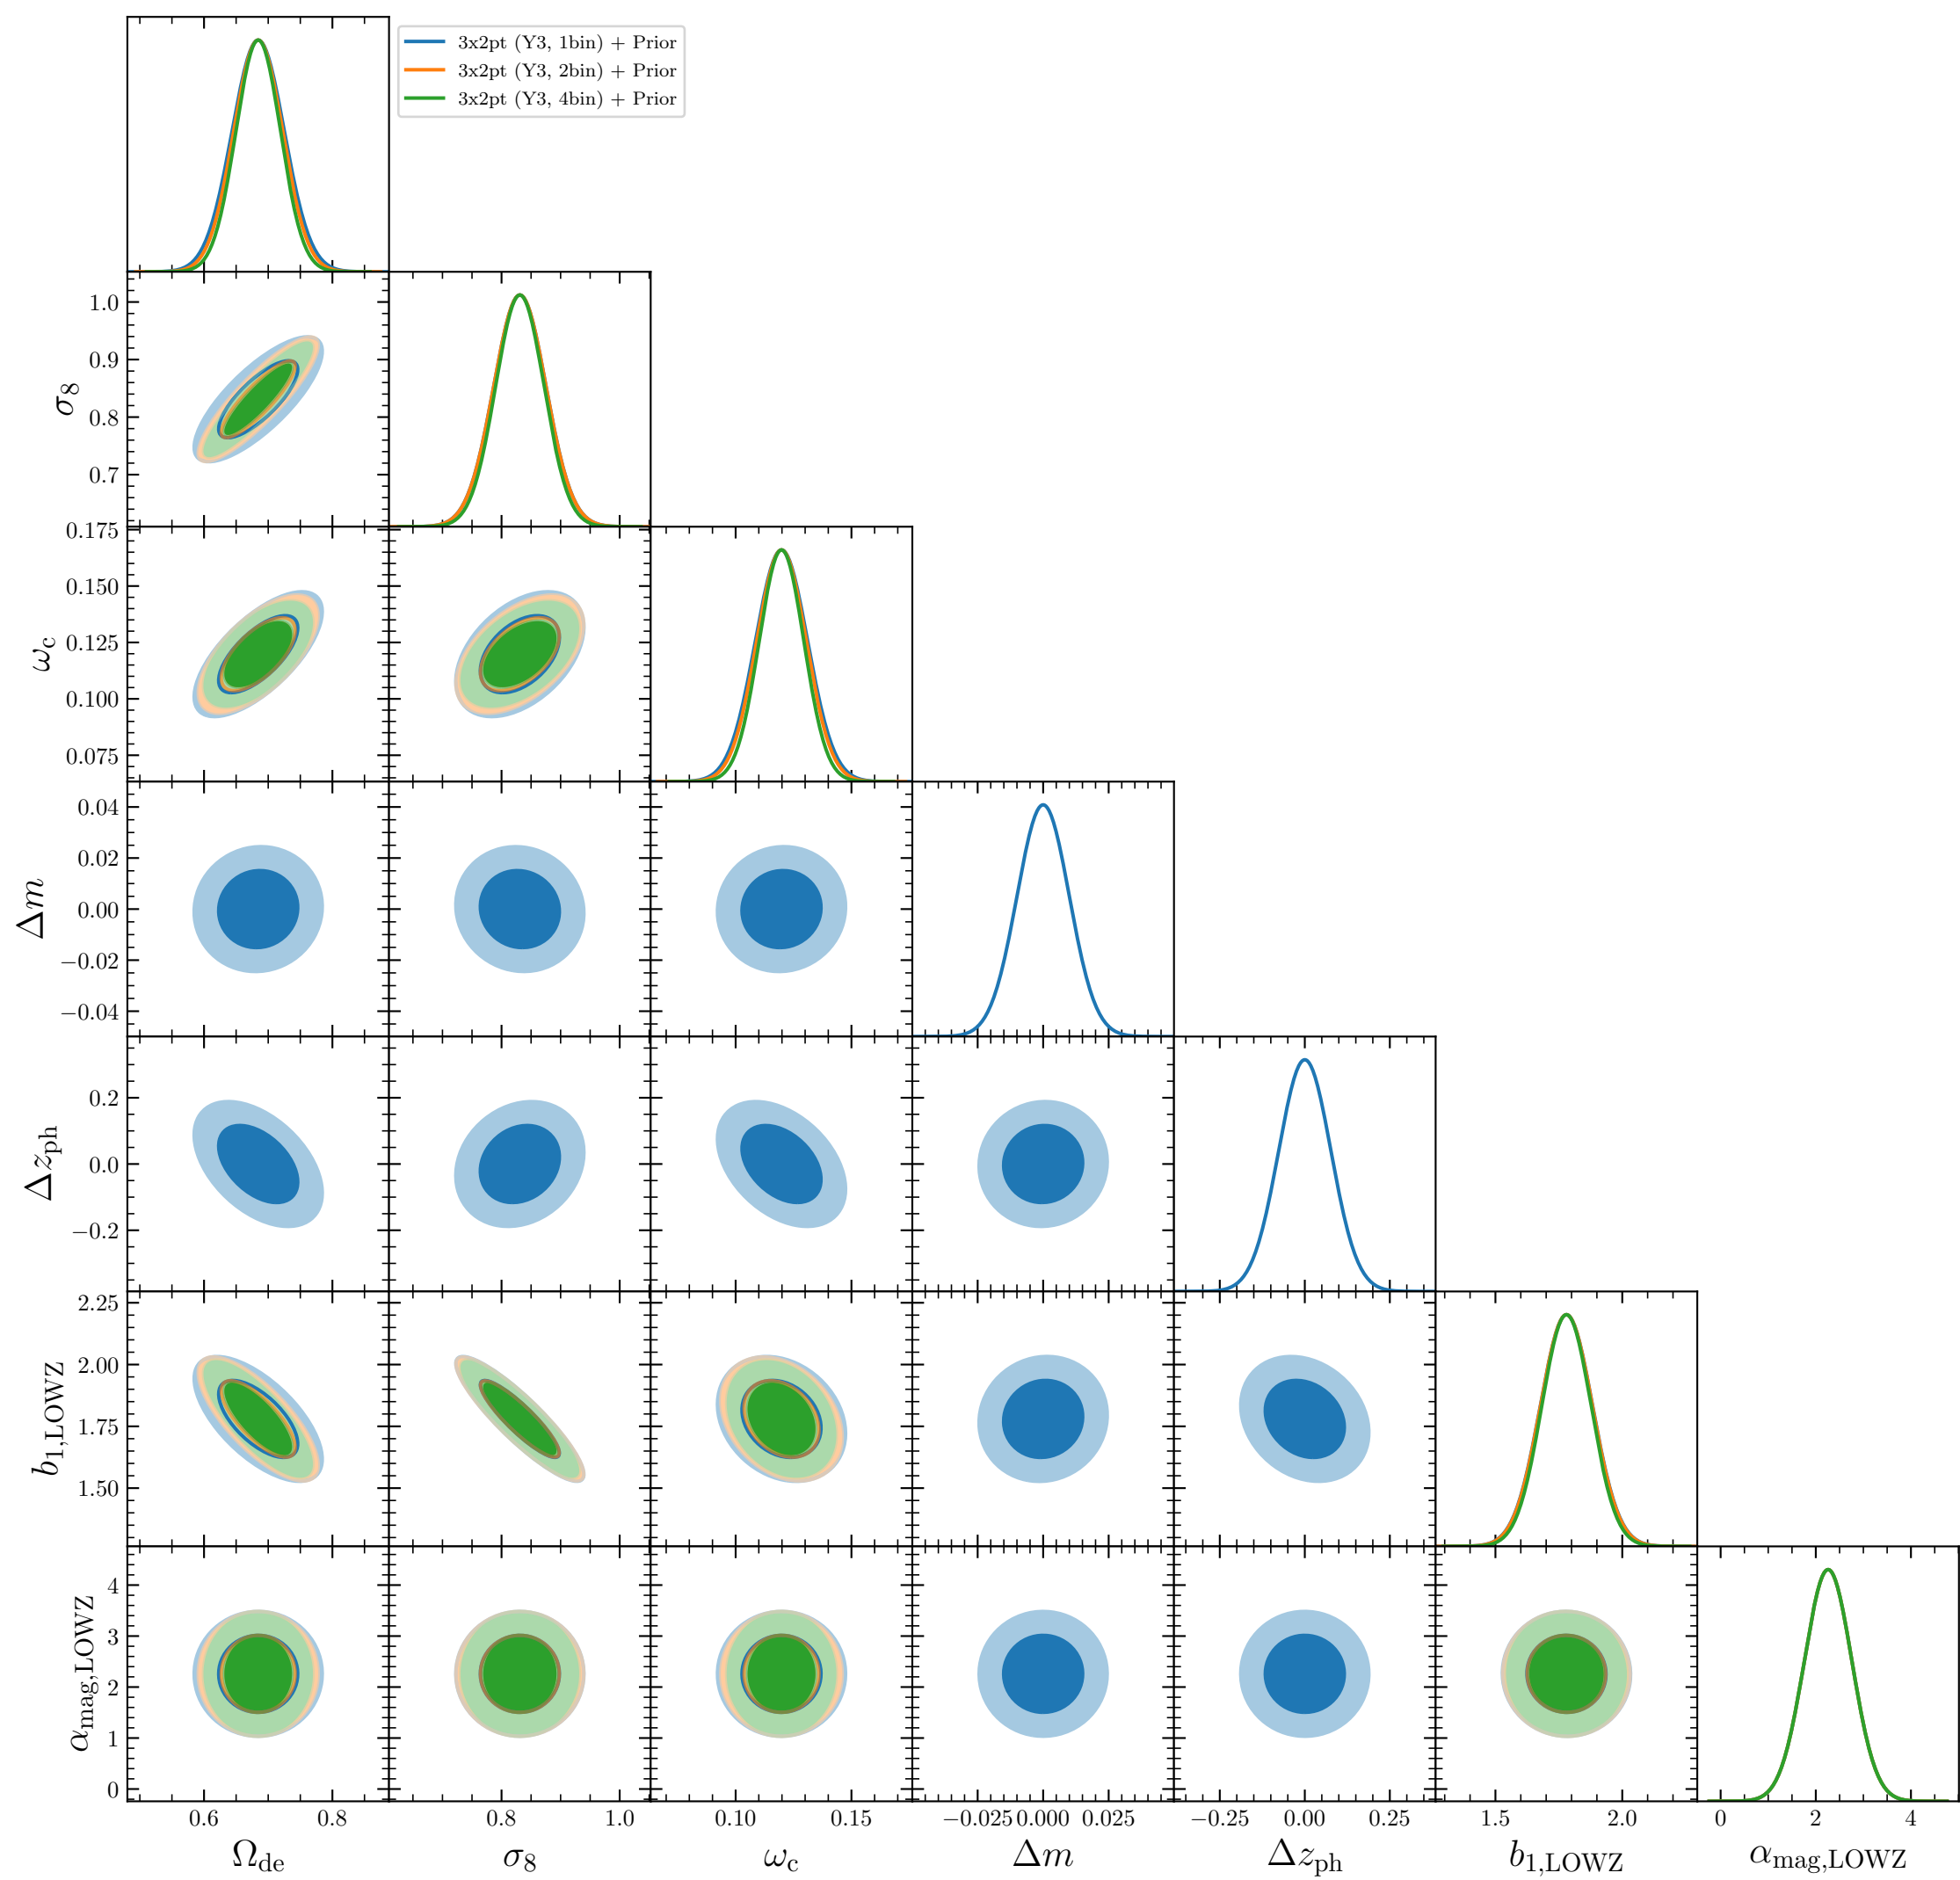 3x2pt (Y3, 1bin) + Prior
3x2pt (Y3, 2bin) + Prior
3x2pt (Y3, 4bin) + Prior
1.0
0.9
0.8
0.7
σ8
0.175
0.150
0.125
0.100
0.075
ωc
0.04
0.02
0.00
−0.02
−0.04
Δm
0.2
0.0
−0.2
Δzph
2.25
2.00
1.75
1.50
b1,LOWZ
4
3
2
1
0
αmag,LOWZ
0.6 0.8 0.8 1.0 0.10 0.15 −0.025 0.000 0.025 −0.25 0.00 0.25 1.5 2.0 0 2 4
Ωde σ8 ωc Δm Δzph b1,LOWZ αmag,LOWZ